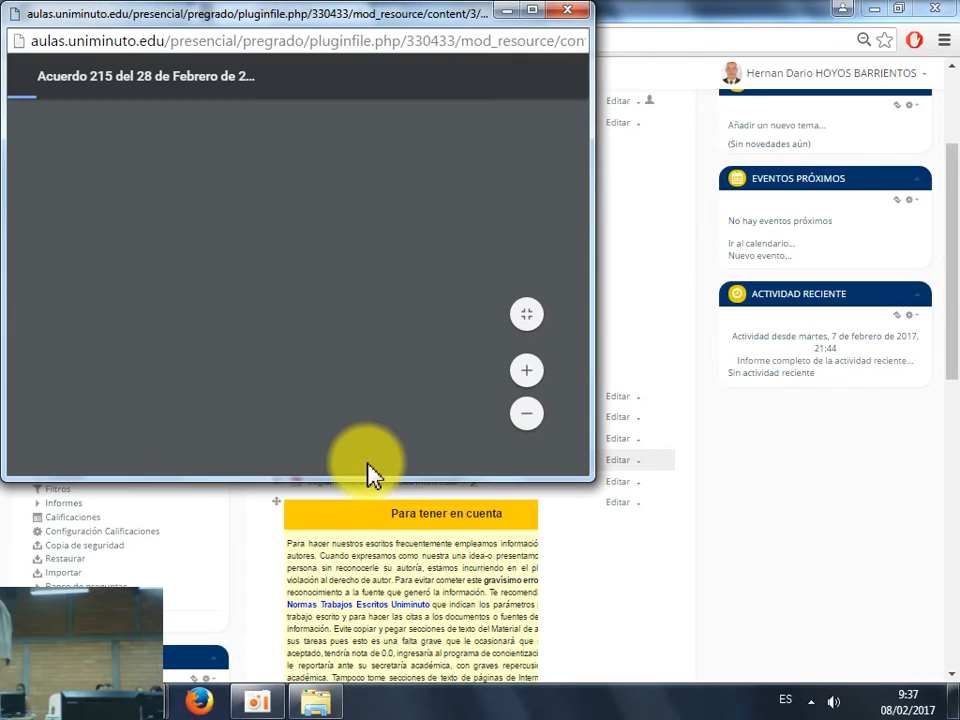 aulas.uniminuto.edu/presencial/pregrado/pluginfile.php/330433/mod_resource/content/3/...
aulas.uniminuto.edu/presencial/pregrado/pluginfile.php/330433/mod_resource/con
Acuerdo 215 del 28 de Febrero de 2...
Hernan Dario HOYOS BARRIENTOS
Editar
Editar
Añadir un nuevo tema...
(Sin novedades aún)
EVENTOS PRÓXIMOS
No hay eventos próximos
Ir al calendario...
Nuevo evento...
ACTIVIDAD RECIENTE
Actividad desde martes, 7 de febrero de 2017,
21:44
Informe completo de la actividad reciente...
Sin actividad reciente
Editar
Editar
Editar
Editar
Editar
Editar
Filtros
Informes
Calificaciones
Configuración Calificaciones
Copia de seguridad
Restaurar
Importar
Banco de preguntas
Para tener en cuenta
Para hacer nuestros escritos frecuentemente empleamos informació
autores. Cuando expresamos como nuestra una idea-o presentamo
persona sin reconocerle su autoría, estamos incurriendo en el pl
violación al derecho de autor. Para evitar cometer este gravísimo erro
reconocimiento a la fuente que generó la información. Te recomend
Normas Trabajos Escritos Uniminuto que indican los parámetros
trabajo escrito y para hacer las citas a los documentos o fuentes de
información. Evite copiar y pegar secciones de texto del Material de a
sus tareas pues esto es una falta grave que le ocasionará que
aceptado, tendría nota de 0.0, ingresaría al programa de concientizac
le reportaría ante su secretaría académica, con graves repercusio
académica. Tampoco tome secciones de texto de páginas de Intern
ES
9:37
08/02/2017